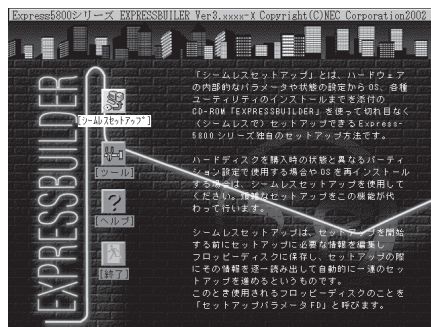 Express5800シリーズ EXPRESSBUILER Ver3.xxxx-X Copyright(C)NEC Corporation2002
EXPRESSBUILDER
[シームレスセットアップ]
[ツール]
[ヘルプ]
[終了]
「シームレスセットアップ」とは、ハードウェア
の内部的なパラメータや状態の設定から OS、各種
ユーティリティのインストールまでを添付の
CD-ROM「EXPRESSBUILDER」を使って切れ目なく
(シームレスで)セットアップできる Express-
5800 シリーズ独自のセットアップ方法です。
ハードディスクを購入時の状態と異なるパーティ
ション設定で使用する場合や OS を再インストール
する場合は、シームレスセットアップを使用して
ください。煩雑なセットアップをこの機能が代
わって行います。
シームレスセットアップは、セットアップを開始
する前にセットアップに必要な情報を編集し
フロッピーディスクに保存し、セットアップの際
にその情報を逐一読み出して自動的に一連のセッ
トアップを進めるというものです。
このとき使用されるフロッピーディスクのことを
「セットアップパラメータ FD」と呼びます。